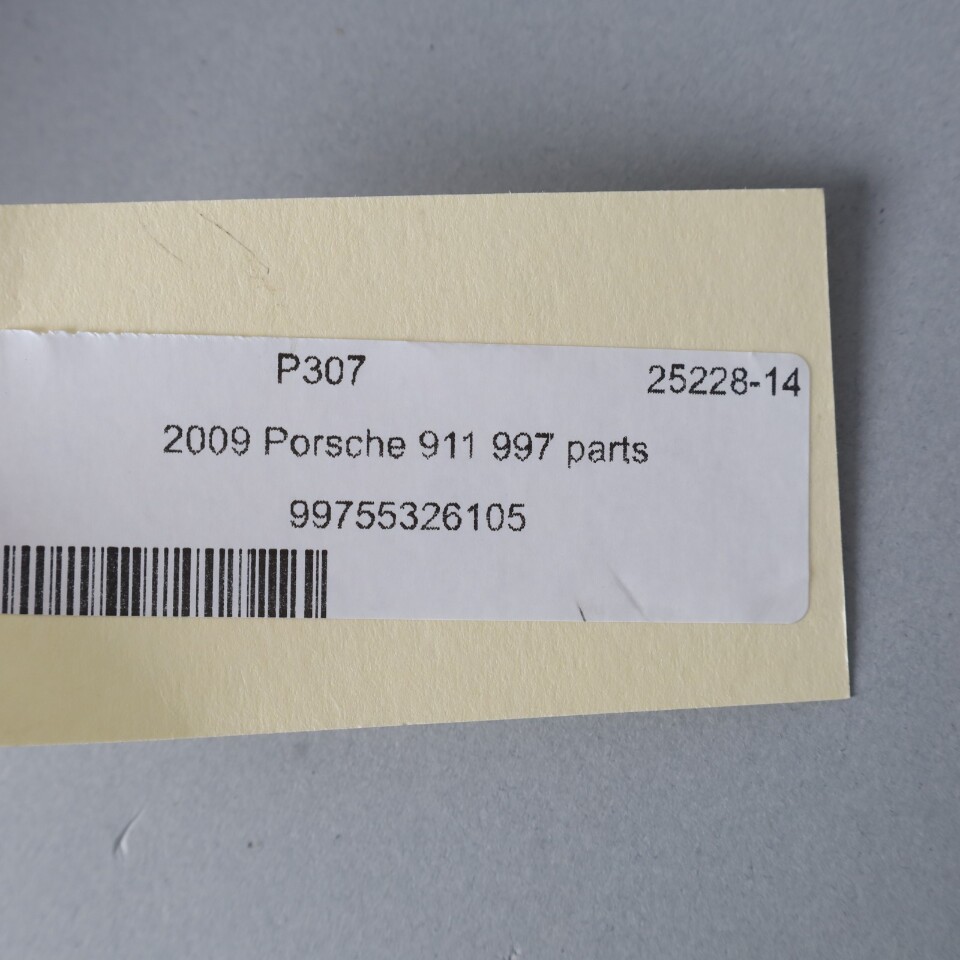 P307 25228-14
2009 Porsche 911 997 parts
99755326105